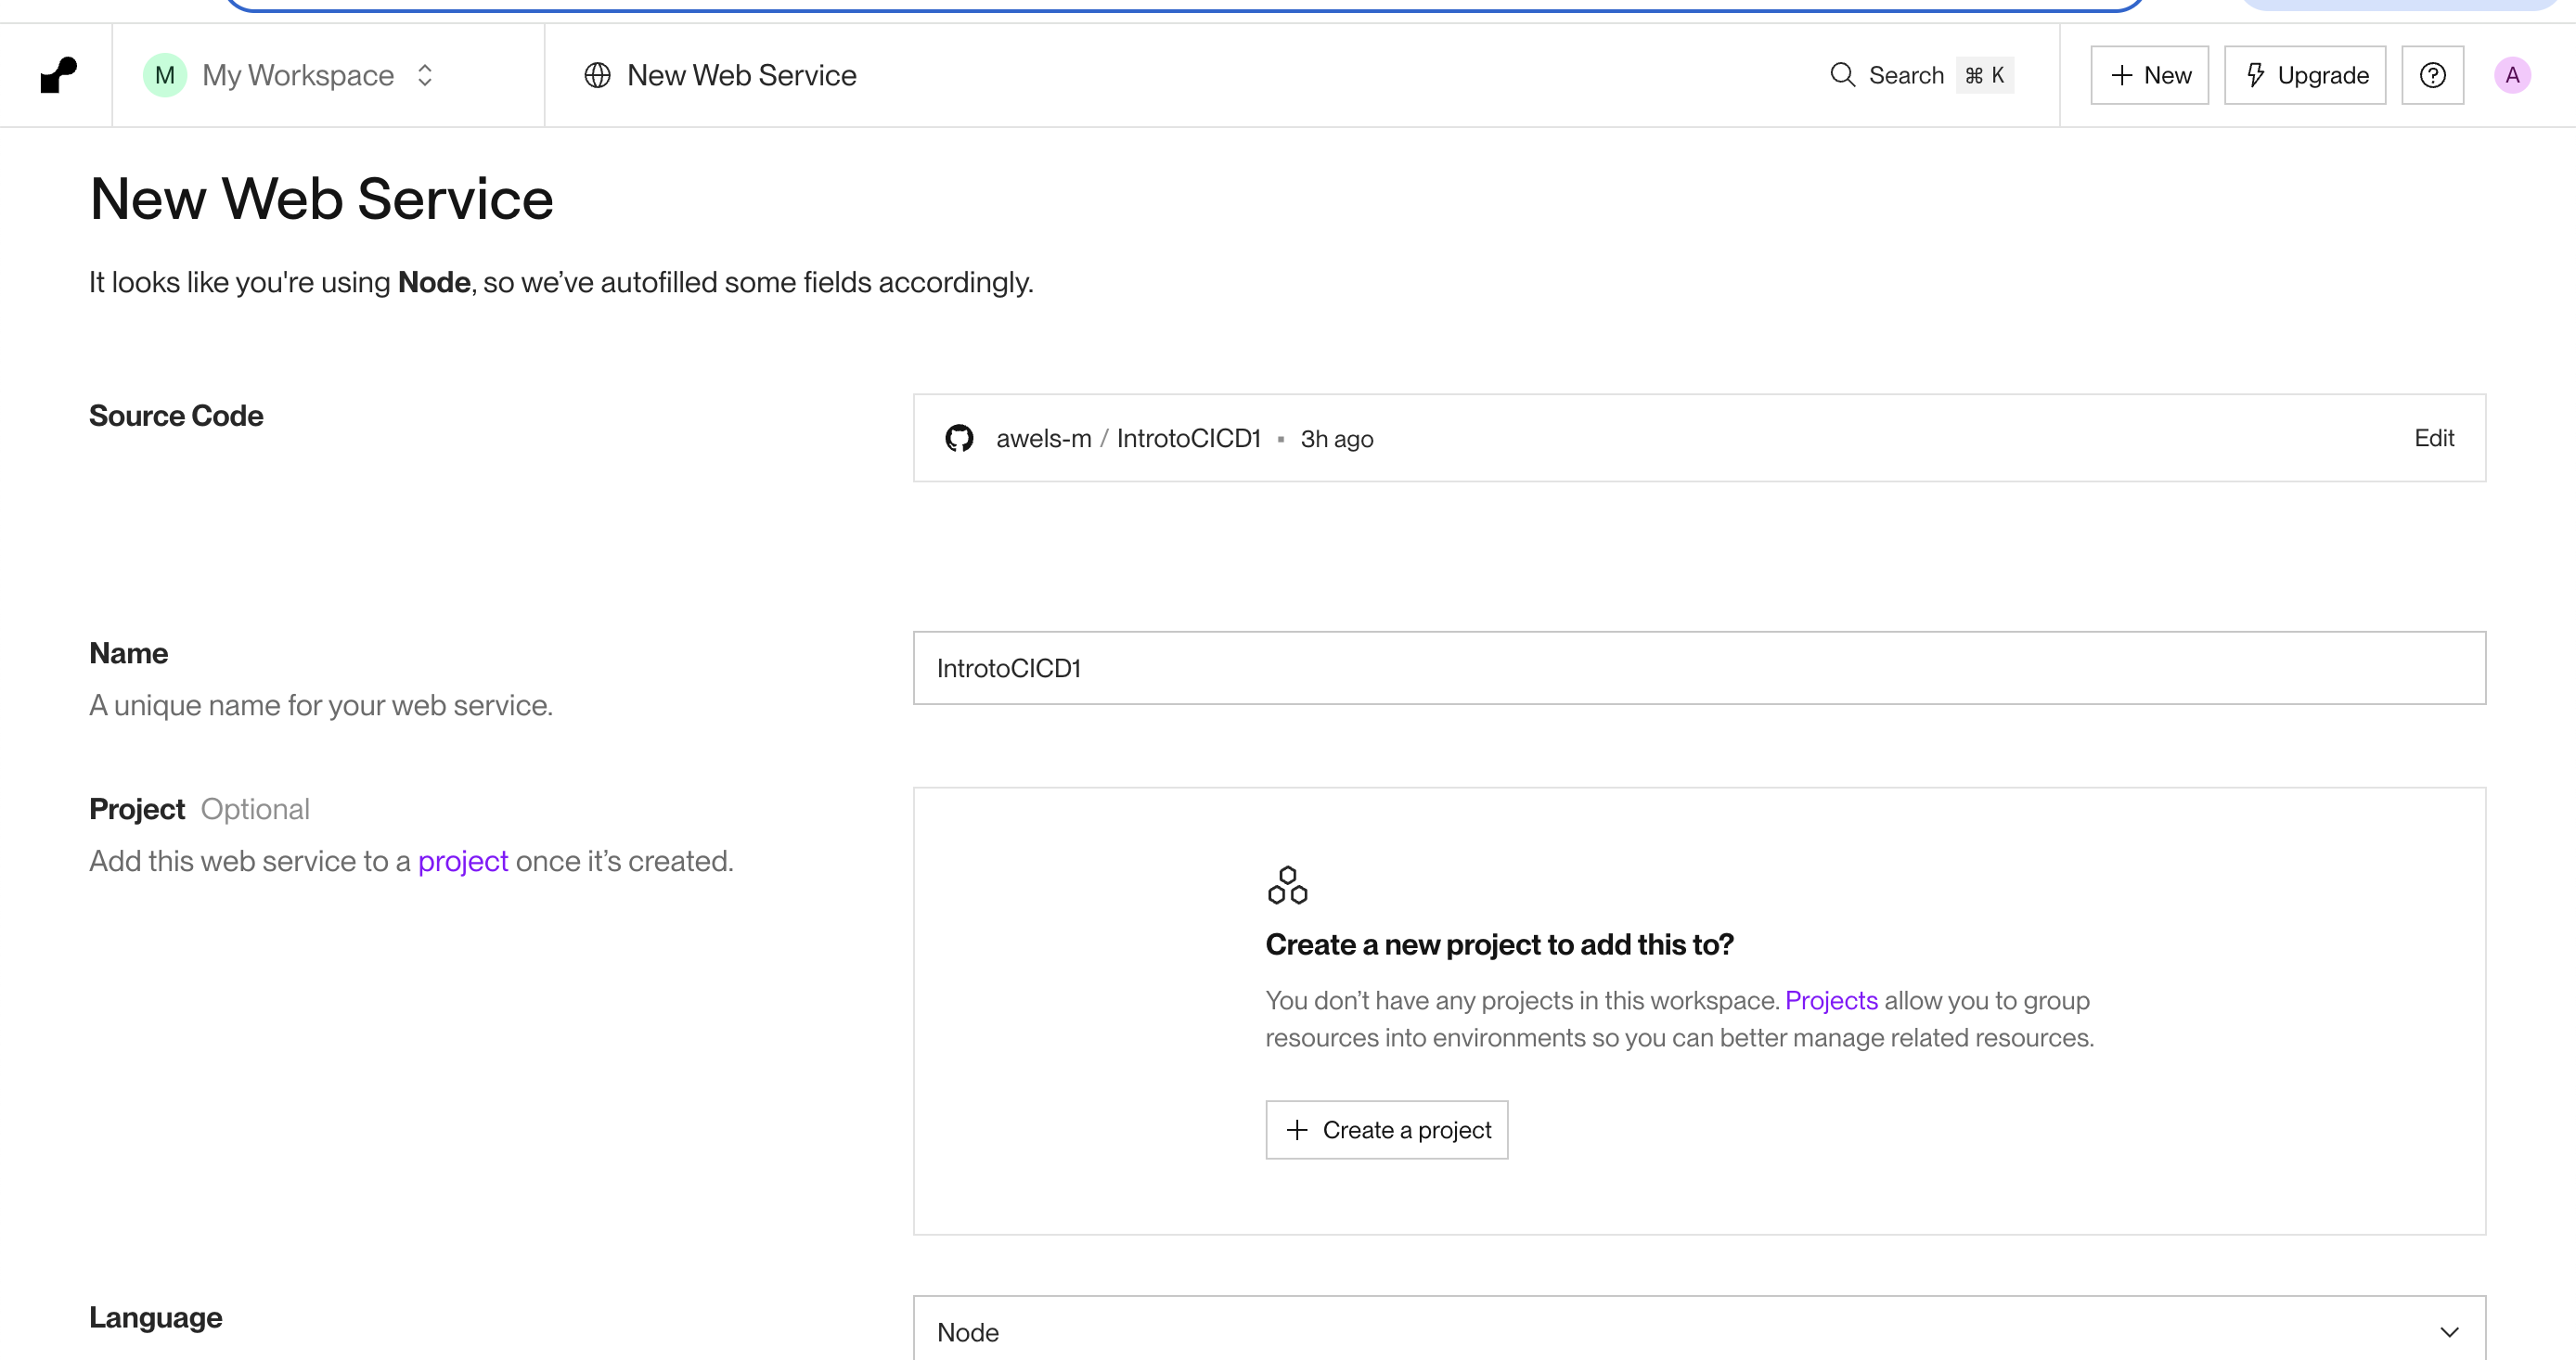 M My Workspace
New Web Service
Search ⌘ K
New
Upgrade
A
New Web Service
It looks like you're using Node, so we’ve autofilled some fields accordingly.
Source Code
awels-m / IntrotoCICD1 ▪ 3h ago
Edit
Name
A unique name for your web service.
IntrotoCICD1
Project Optional
Add this web service to a project once it’s created.
Create a new project to add this to?
You don’t have any projects in this workspace. Projects allow you to group
resources into environments so you can better manage related resources.
Create a project
Language
Node